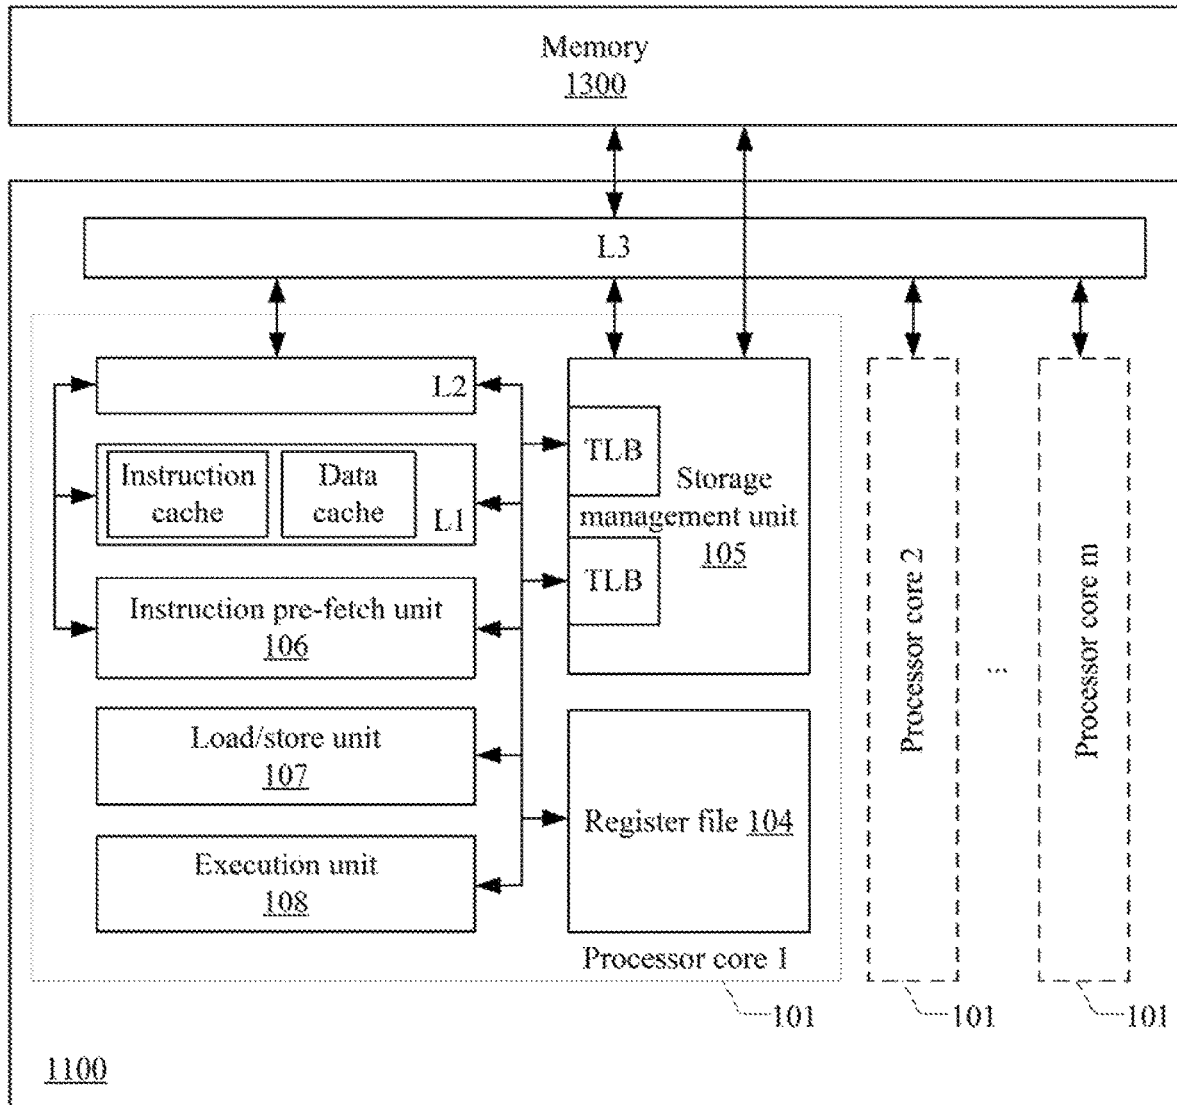 Memory
1300
L3
L2
Instruction
cache
Data
cache
L1
TLB
Storage
management unit
105
TLB
Instruction pre-fetch unit
106
Load/store unit
107
Register file 104
Execution unit
108
Processor core 1
Processor core 2
...
Processor core m
101
101
101
1100